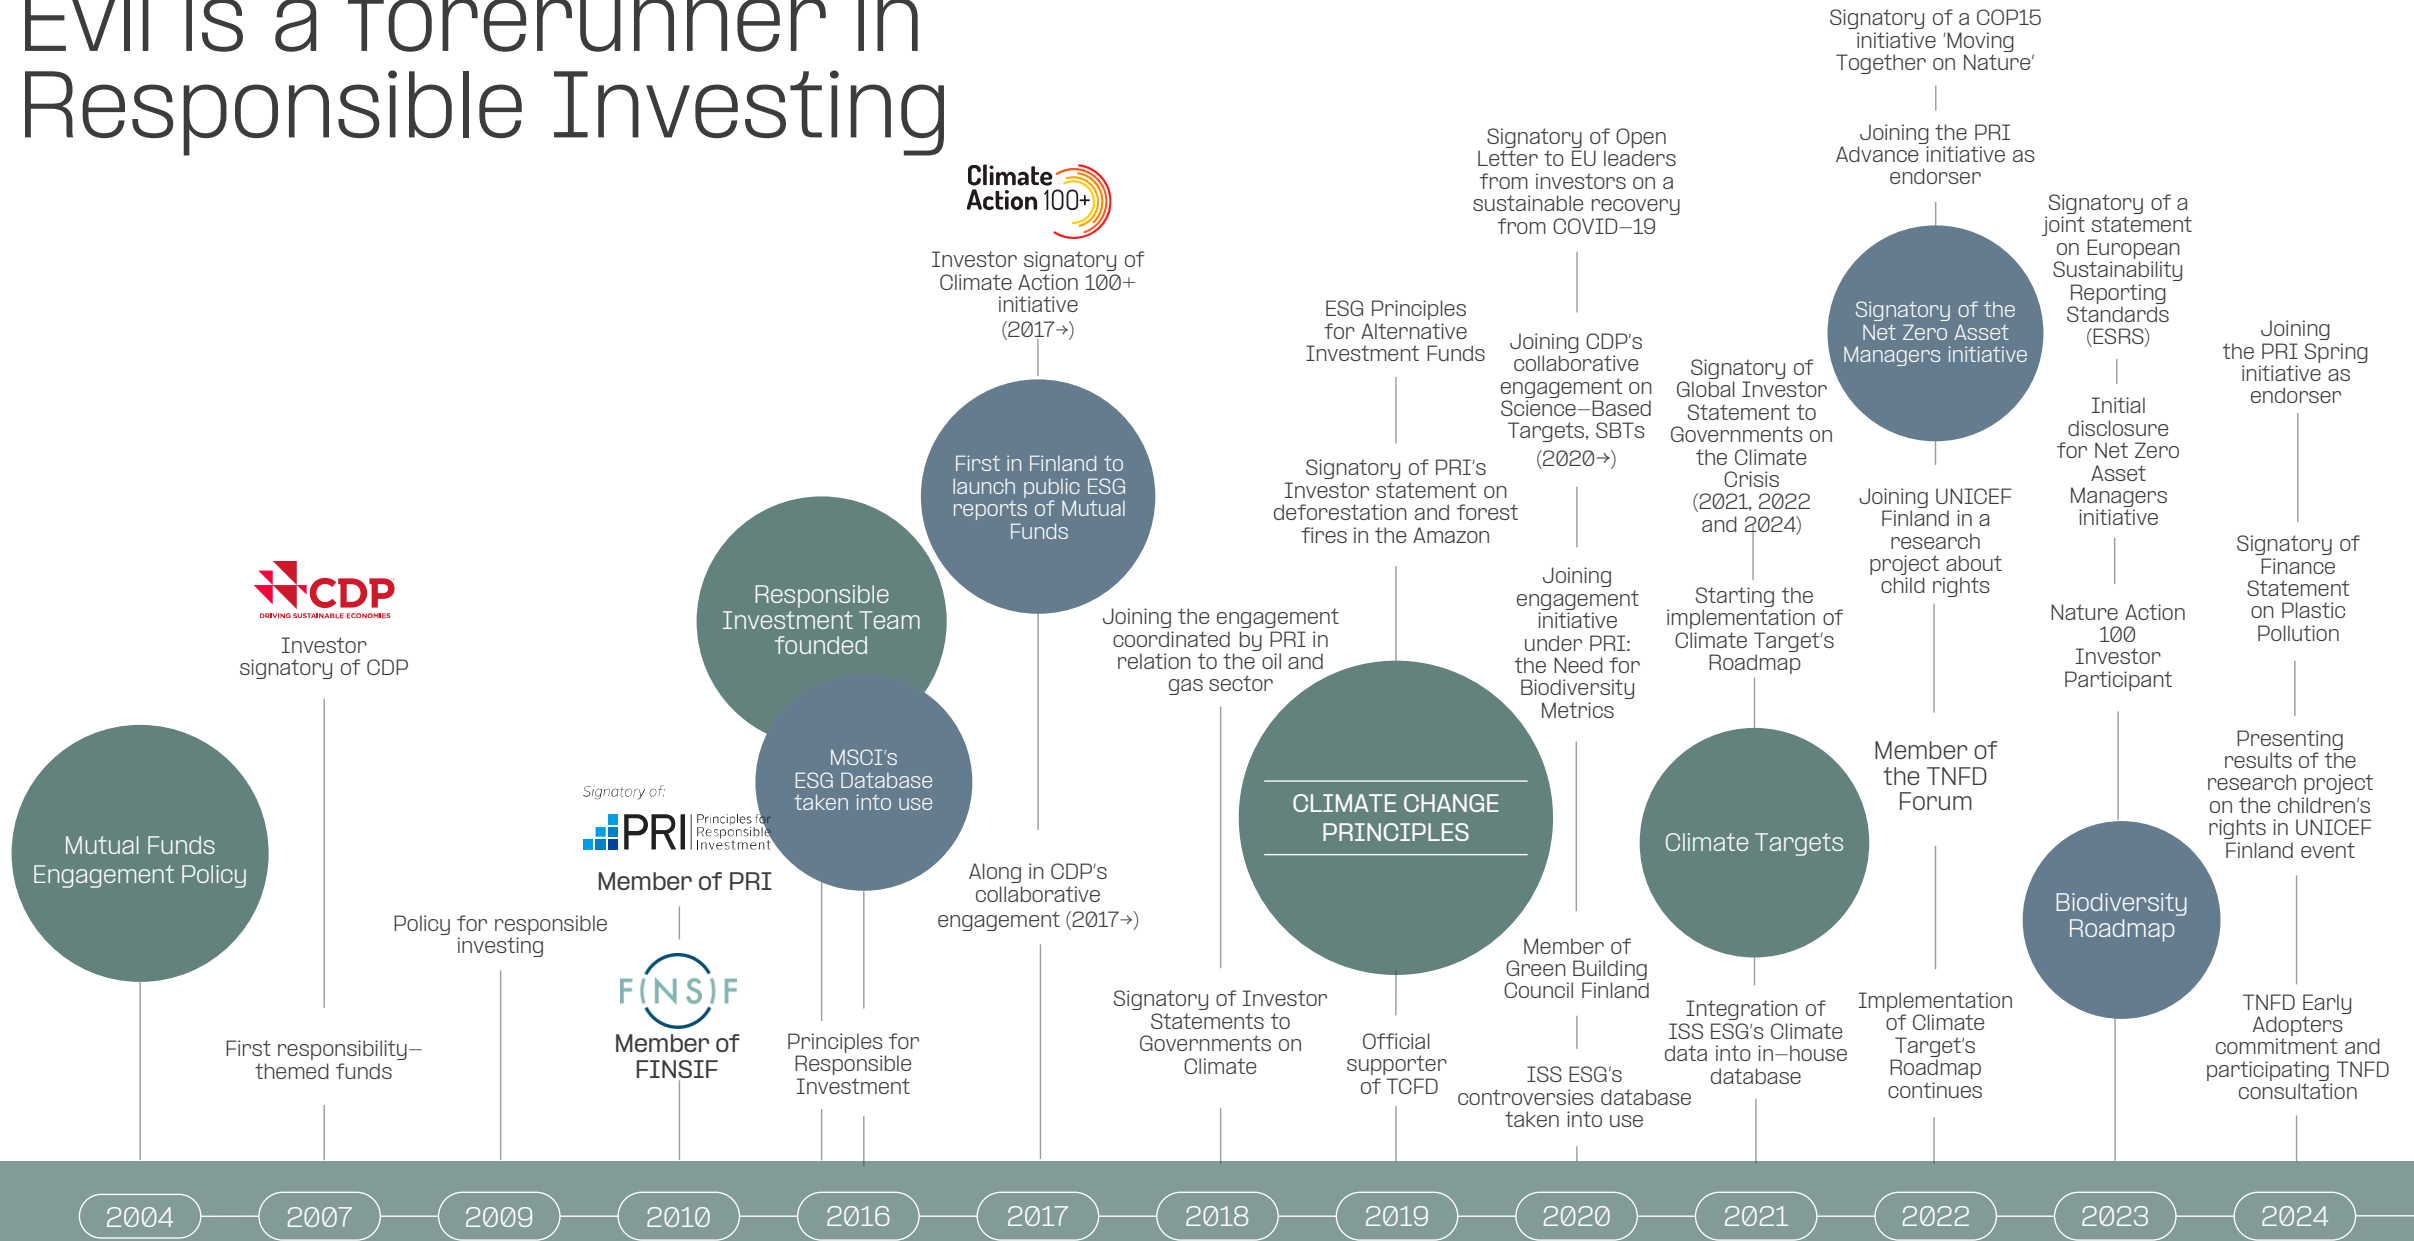 Evli is a forerunner in
Responsible Investing
Mutual Funds
Engagement Policy
CDP
DRIVING SUSTAINABLE ECONOMIES
Investor
signatory of CDP
First responsibility–
themed funds
Policy for responsible
investing
Signatory of:
PRI
Principles for
Responsible
Investment
Member of PRI
F(NS)F
Member of
FINSIF
Responsible
Investment Team
founded
MSCI's
ESG Database
taken into use
Principles for
Responsible
Investment
Climate
Action 100+
Investor signatory of
Climate Action 100+
initiative
(2017→)
First in Finland to
launch public ESG
reports of Mutual
Funds
Along in CDP's
collaborative
engagement (2017→)
Joining the engagement
coordinated by PRI in
relation to the oil and
gas sector
Signatory of Investor
Statements to
Governments on
Climate
ESG Principles
for Alternative
Investment Funds
Signatory of PRI's
Investor statement on
deforestation and forest
fires in the Amazon
CLIMATE CHANGE
PRINCIPLES
Official
supporter
of TCFD
Signatory of Open
Letter to EU leaders
from investors on a
sustainable recovery
from COVID–19
Joining CDP's
collaborative
engagement on
Science–Based
Targets, SBTs
(2020→)
Joining
engagement
initiative
under PRI:
the Need for
Biodiversity
Metrics
Member of
Green Building
Council Finland
ISS ESG's
controversies database
taken into use
Signatory of
Global Investor
Statement to
Governments on
the Climate
Crisis
(2021, 2022
and 2024)
Starting the
implementation of
Climate Target's
Roadmap
Climate Targets
Integration of
ISS ESG's Climate
data into in–house
database
Signatory of a COP15
initiative 'Moving
Together on Nature'
Joining the PRI
Advance initiative as
endorser
Signatory of the
Net Zero Asset
Managers initiative
Joining UNICEF
Finland in a
research
project about
child rights
Member of
the TNFD
Forum
Implementation
of Climate
Target's
Roadmap
continues
Signatory of a
joint statement
on European
Sustainability
Reporting
Standards
(ESRS)
Initial
disclosure
for Net Zero
Asset
Managers
initiative
Nature Action
100
Investor
Participant
Biodiversity
Roadmap
Joining
the PRI Spring
initiative as
endorser
Signatory of
Finance
Statement
on Plastic
Pollution
Presenting
results of the
research project
on the children's
rights in UNICEF
Finland event
TNFD Early
Adopters
commitment and
participating TNFD
consultation
2004
2007
2009
2010
2016
2017
2018
2019
2020
2021
2022
2023
2024